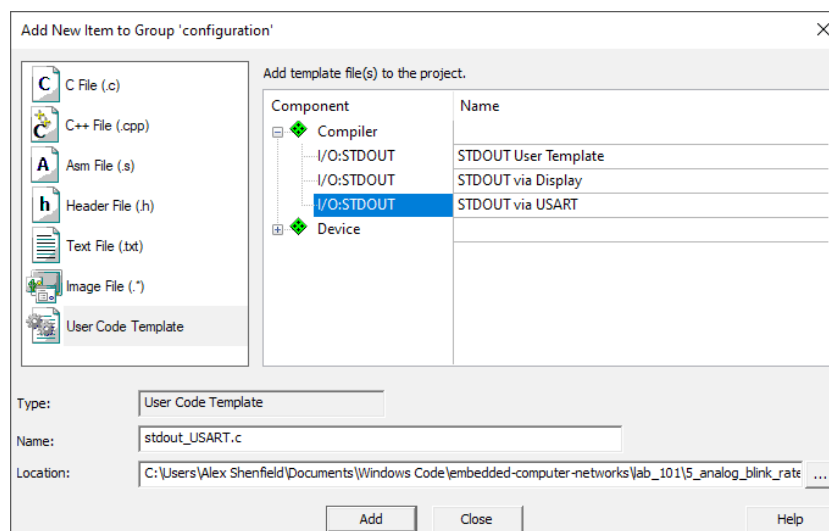 Add New Item to Group 'configuration'
C File (.c)
C++ File (.cpp)
Asm File (.s)
Header File (.h)
Text File (.txt)
Image File (.*)
User Code Template
Add template file(s) to the project.
Component Name
Compiler
I/O:STDOUT STDOUT User Template
I/O:STDOUT STDOUT via Display
I/O:STDOUT STDOUT via USART
Device
Type: User Code Template
Name: stdout_USART.c
Location: C:\Users\Alex Shenfield\Documents\Windows Code\embedded-computer-networks\lab_101\5_analog_blink_rate ...
Add Close Help